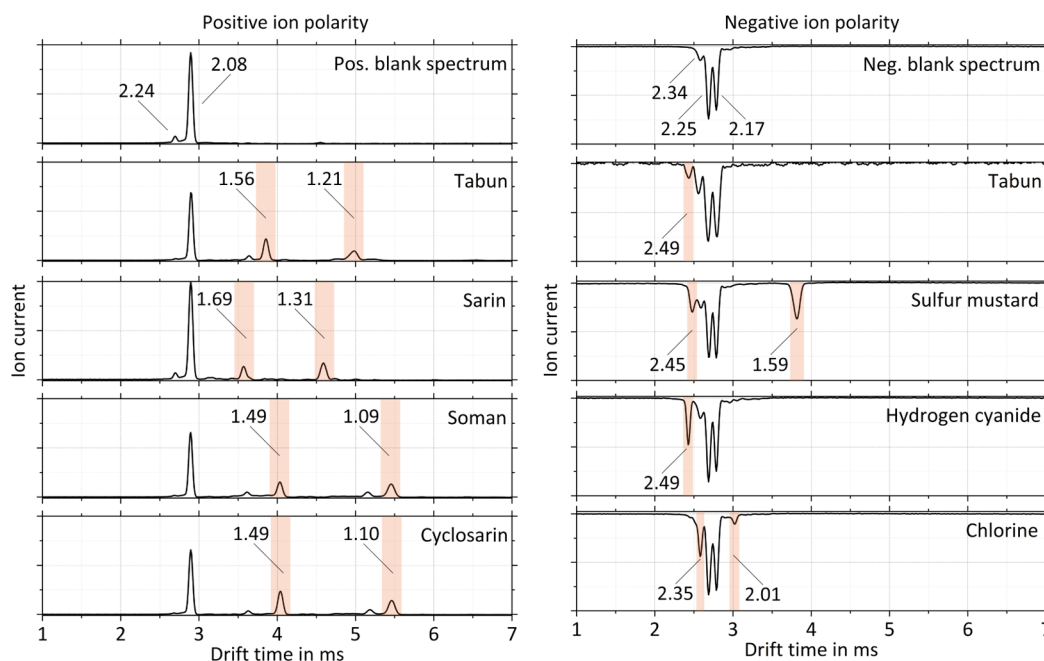 Positive ion polarity
Pos. blank spectrum
2.08
2.24
Tabun
1.56
1.21
Sarin
1.69
1.31
Soman
1.49
1.09
Cyclosarin
1.49
1.10
Ion current
1 2 3 4 5 6 7
Drift time in ms
Negative ion polarity
Neg. blank spectrum
2.34
2.25
2.17
Tabun
2.49
Sulfur mustard
2.45
1.59
Hydrogen cyanide
2.49
Chlorine
2.35
2.01
Ion current
1 2 3 4 5 6 7
Drift time in ms